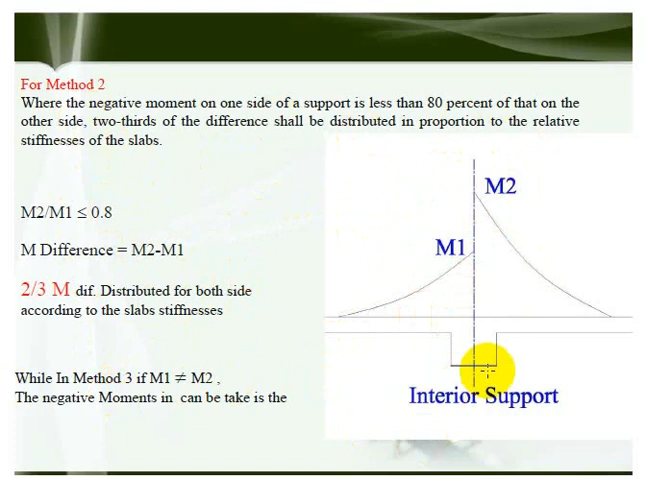 For Method 2
Where the negative moment on one side of a support is less than 80 percent of that on the
other side, two-thirds of the difference shall be distributed in proportion to the relative
stiffnesses of the slabs.
M2
M2/M1 ≤ 0.8
M1
M Difference = M2-M1
2/3 M dif. Distributed for both side
according to the slabs stiffnesses
While In Method 3 if M1 ≠ M2 ,
The negative Moments in can be take is the
Interior Support